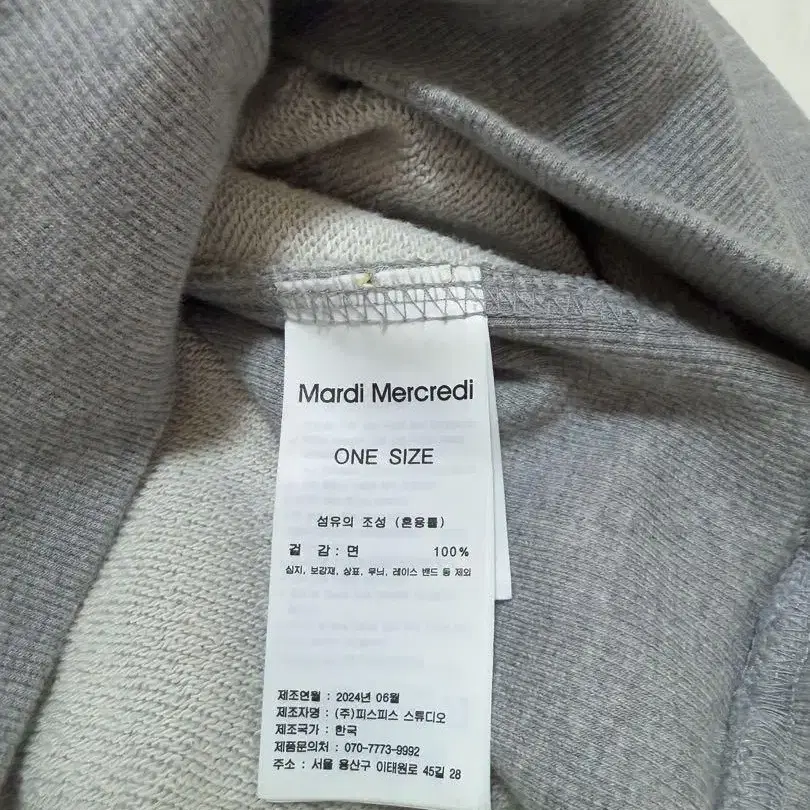 Mardi Mercredi
ONE SIZE
섬유의 조성 (혼용률)
겉 감 : 면 100%
심지, 보강재, 상표, 무늬, 레이스 밴드 등 제외
제조연월 : 2024년 06월
제조자명 : (주)피스피스 스튜디오
제조국가 : 한국
제품문의처 : 070-7773-9992
주소 : 서울 용산구 이태원로 45길 28